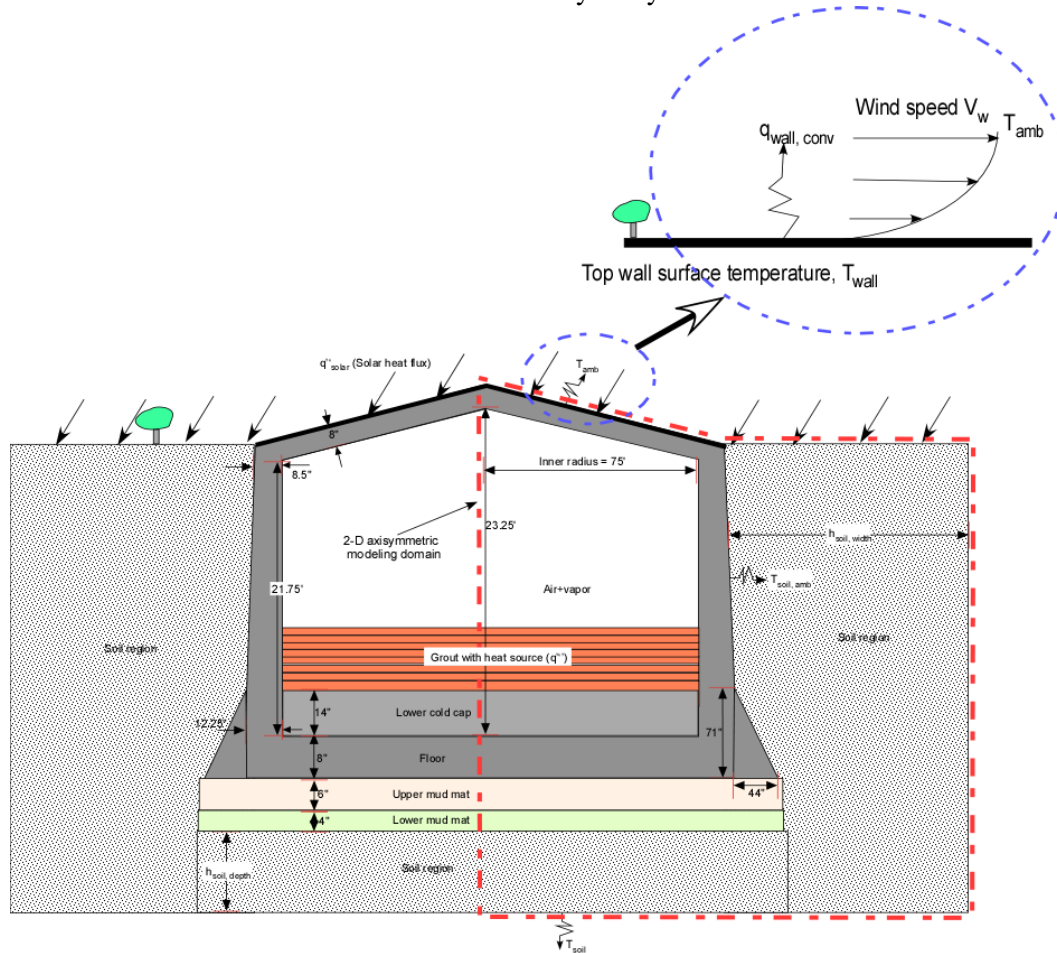 Wind speed V_w
T_amb
q_wall, conv
Top wall surface temperature, T_wall
q''_solar (Solar heat flux)
T_amb
8"
8.5"
Inner radius = 75'
23.25'
2-D axisymmetric
modeling domain
h_soil, width
21.75'
Air+vapor
T_soil, amb
Soil region
Soil region
Grout with heat source (q''')
14"
Lower cold cap
12.25"
71"
8"
Floor
44"
6"
Upper mud mat
4"
Lower mud mat
h_soil, depth
Soil region
T_soil